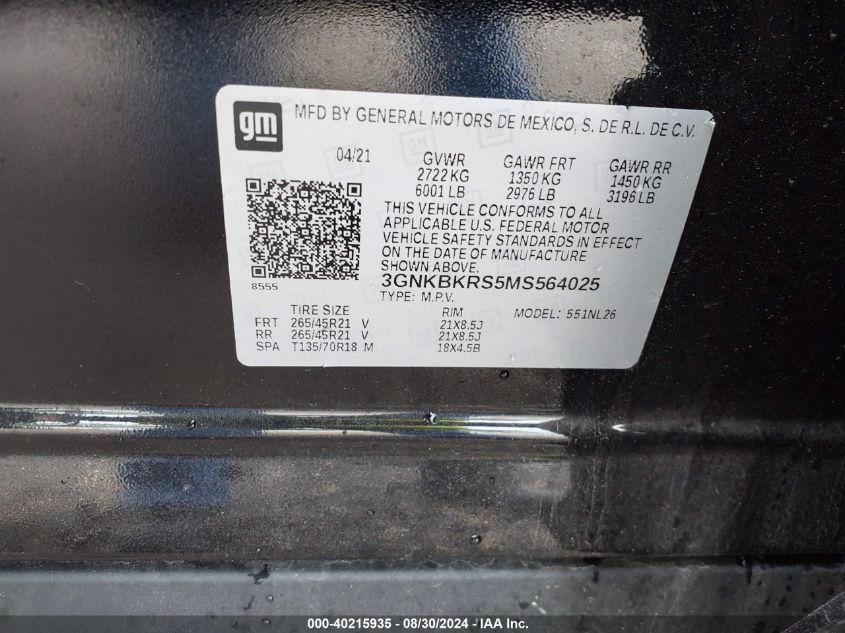 gm
MFD BY GENERAL MOTORS DE MEXICO, S. DE R.L. DE C.V.
04/21 GVWR GAWR FRT GAWR RR
2722 KG 1350 KG 1450 KG
6001 LB 2976 LB 3196 LB
THIS VEHICLE CONFORMS TO ALL
APPLICABLE U.S. FEDERAL MOTOR
VEHICLE SAFETY STANDARDS IN EFFECT
ON THE DATE OF MANUFACTURE
SHOWN ABOVE.
8555
3GNKBKRS5MS564025
TYPE: M.P.V. MODEL: 551NL26
TIRE SIZE RIM
FRT 265/45R21 V 21X8.5J
RR 265/45R21 V 21X8.5J
SPA T135/70R18 M 18X4.5B
000-40215935 - 08/30/2024 - IAA Inc.